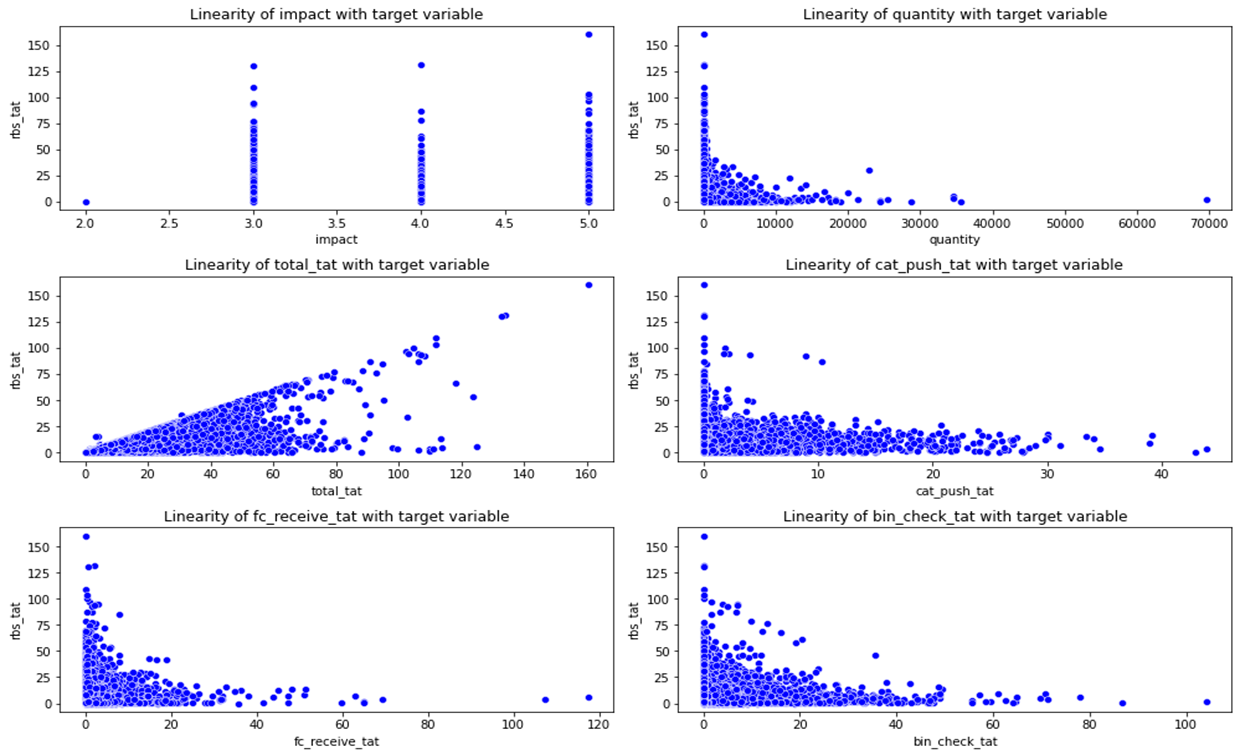 Linearity of impact with target variable
rbs_tat
150
125
100
75
50
25
0
2.0 2.5 3.0 3.5 4.0 4.5 5.0
impact
Linearity of quantity with target variable
rbs_tat
150
125
100
75
50
25
0
0 10000 20000 30000 40000 50000 60000 70000
quantity
Linearity of total_tat with target variable
rbs_tat
150
125
100
75
50
25
0
0 20 40 60 80 100 120 140 160
total_tat
Linearity of cat_push_tat with target variable
rbs_tat
150
125
100
75
50
25
0
0 10 20 30 40
cat_push_tat
Linearity of fc_receive_tat with target variable
rbs_tat
150
125
100
75
50
25
0
0 20 40 60 80 100 120
fc_receive_tat
Linearity of bin_check_tat with target variable
rbs_tat
150
125
100
75
50
25
0
0 20 40 60 80 100
bin_check_tat